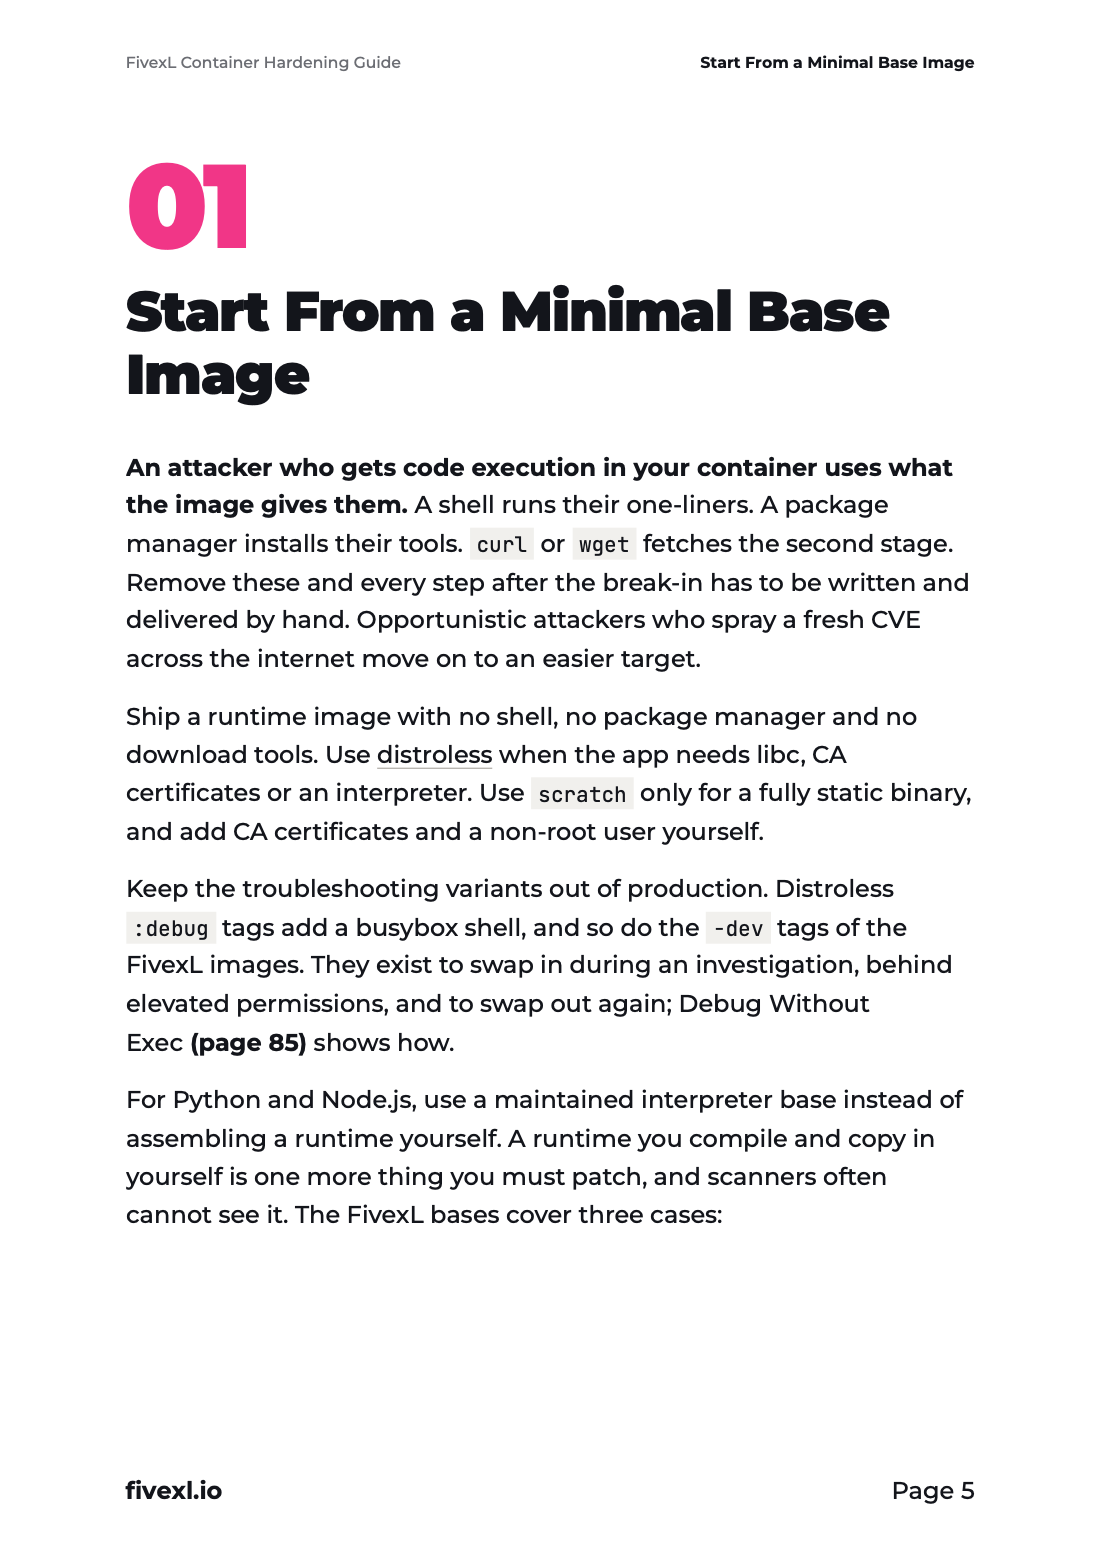 FivexL Container Hardening Guide
Start From a Minimal Base Image
01
Start From a Minimal Base
Image
An attacker who gets code execution in your container uses what
the image gives them. A shell runs their one-liners. A package
manager installs their tools. curl or wget fetches the second stage.
Remove these and every step after the break-in has to be written and
delivered by hand. Opportunistic attackers who spray a fresh CVE
across the internet move on to an easier target.
Ship a runtime image with no shell, no package manager and no
download tools. Use distroless when the app needs libc, CA
certificates or an interpreter. Use scratch only for a fully static binary,
and add CA certificates and a non-root user yourself.
Keep the troubleshooting variants out of production. Distroless
:debug tags add a busybox shell, and so do the -dev tags of the
FivexL images. They exist to swap in during an investigation, behind
elevated permissions, and to swap out again; Debug Without
Exec (page 85) shows how.
For Python and Node.js, use a maintained interpreter base instead of
assembling a runtime yourself. A runtime you compile and copy in
yourself is one more thing you must patch, and scanners often
cannot see it. The FivexL bases cover three cases:
fivexl.io
Page 5